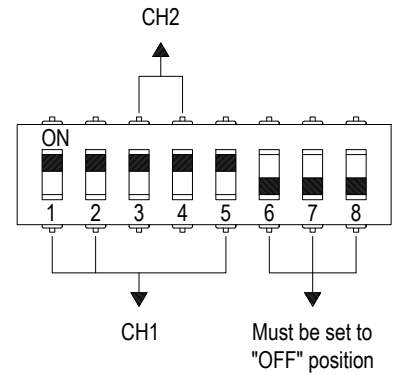 CH2
ON
1 2 3 4 5 6 7 8
CH1
Must be set to
"OFF" position